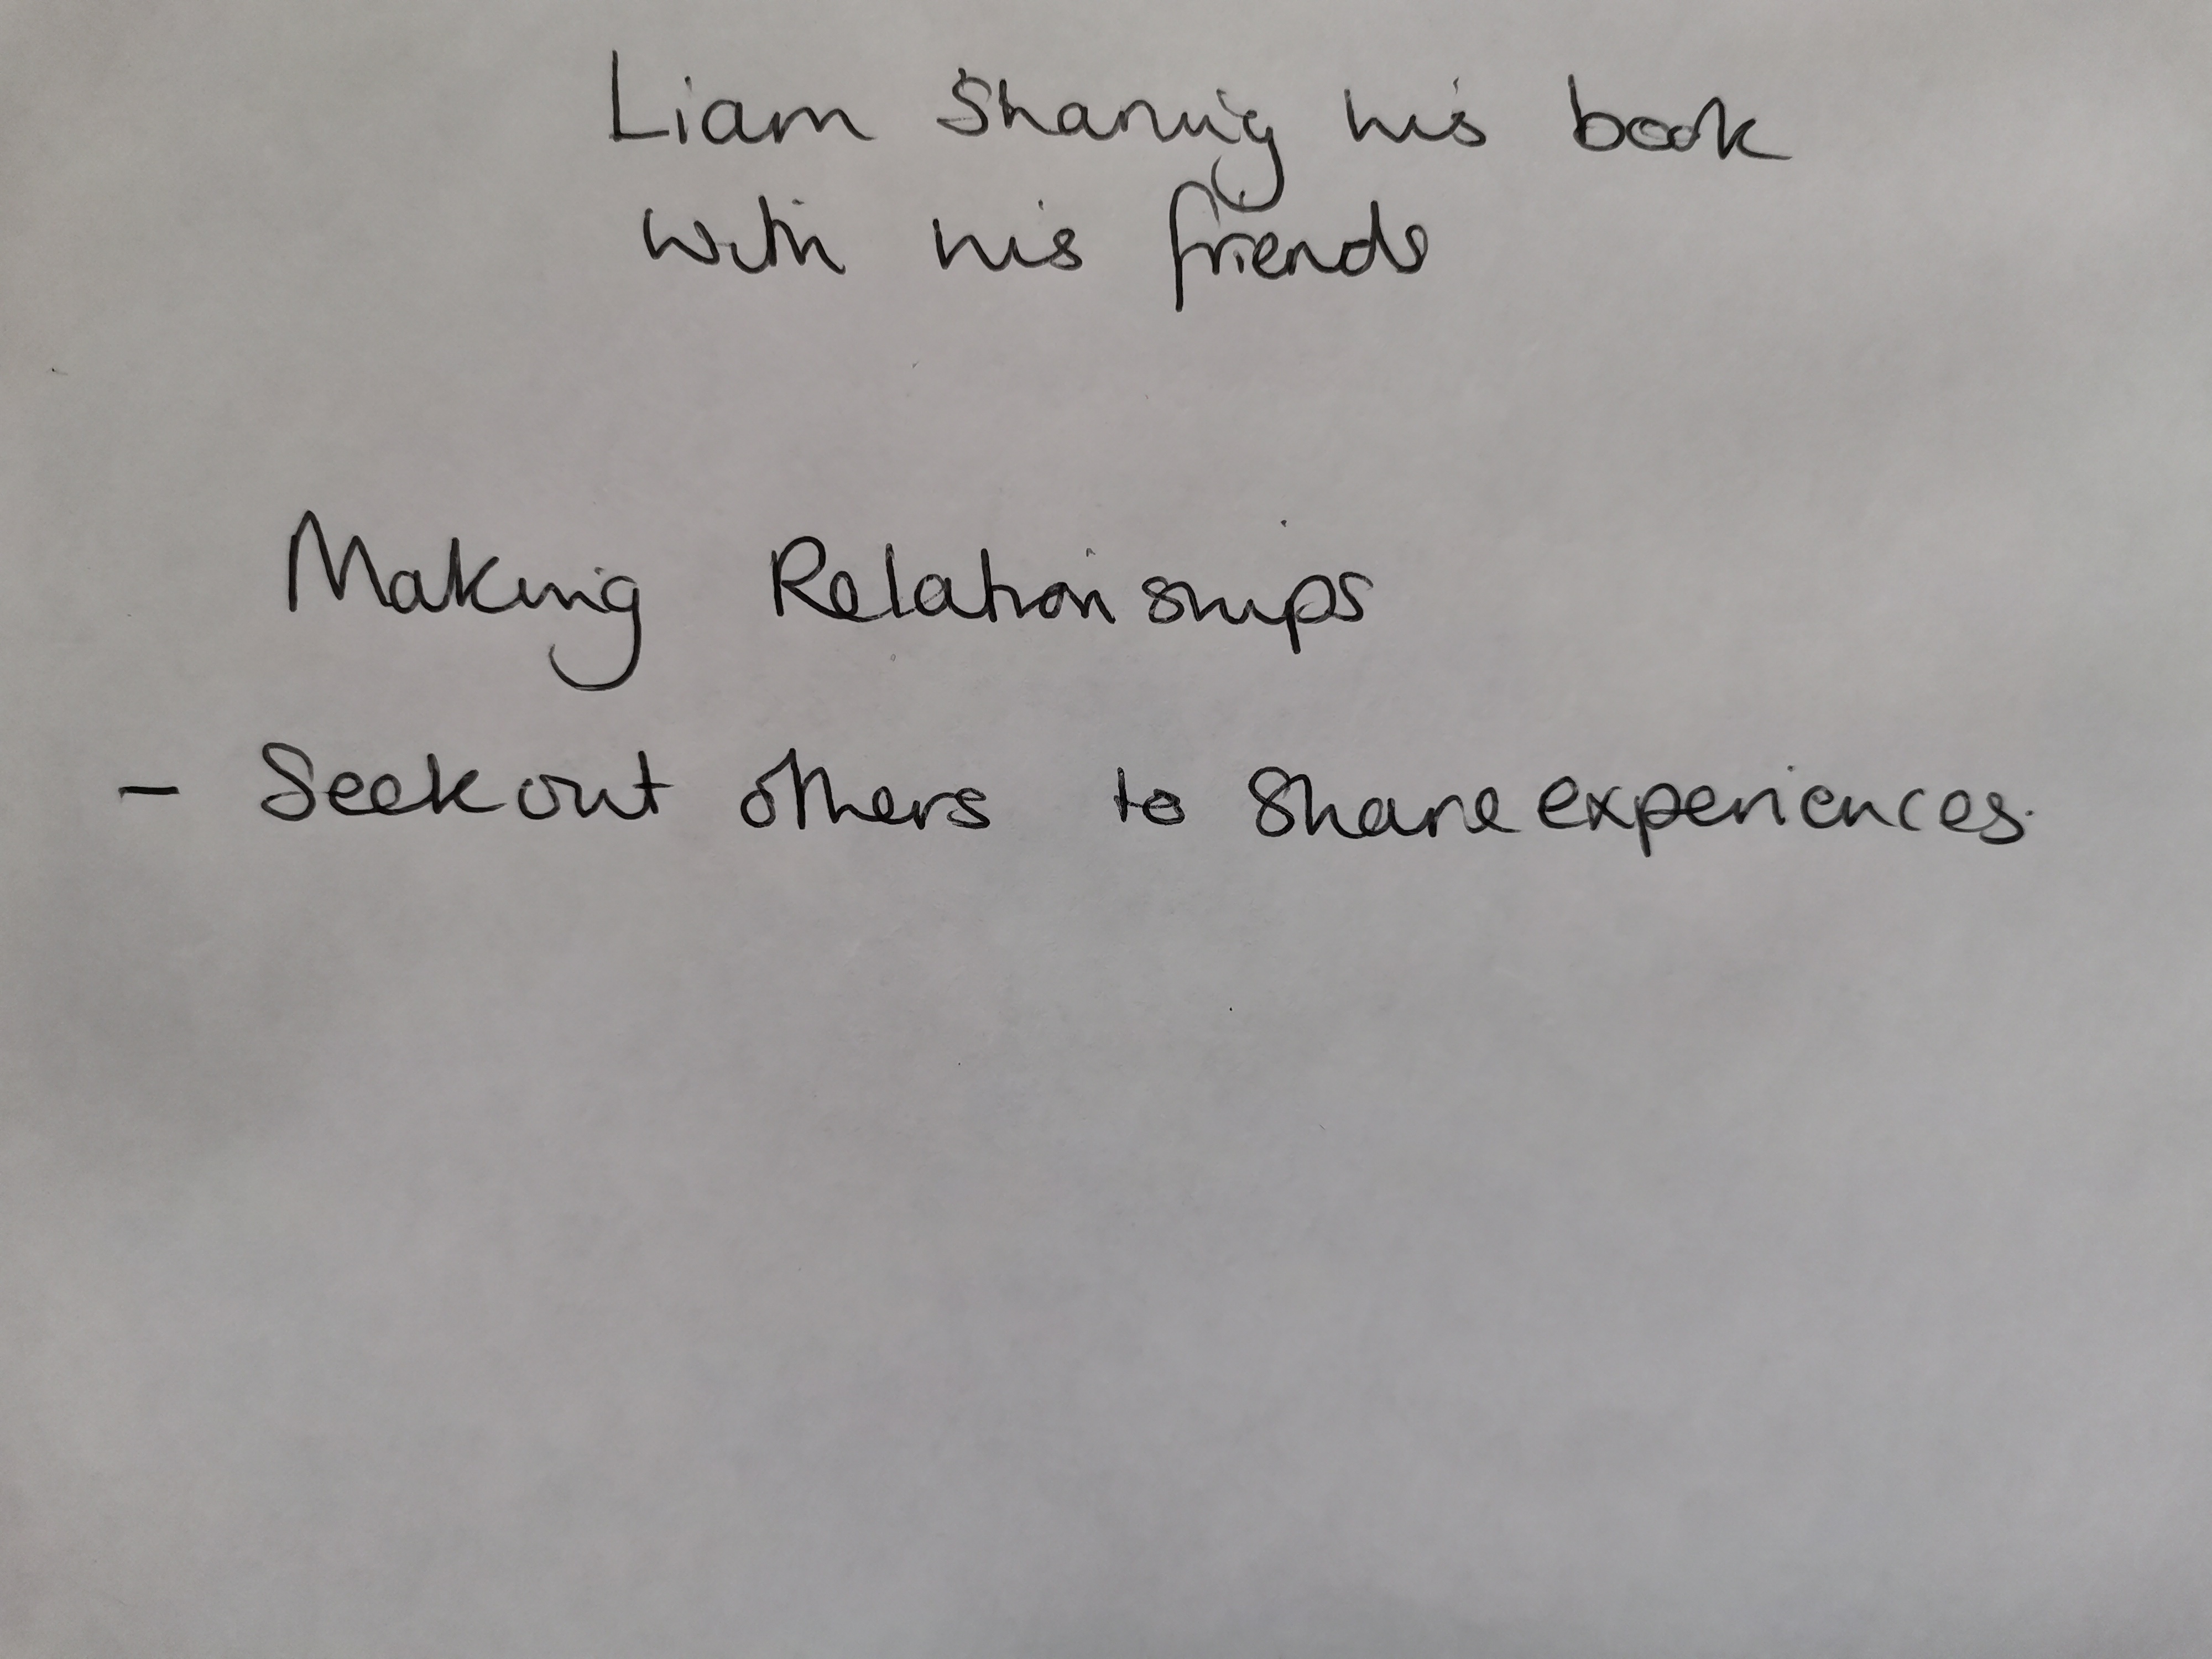 Liam Sharing his book
with his friends
Making Relationships
- Seek out others to Share experiences.